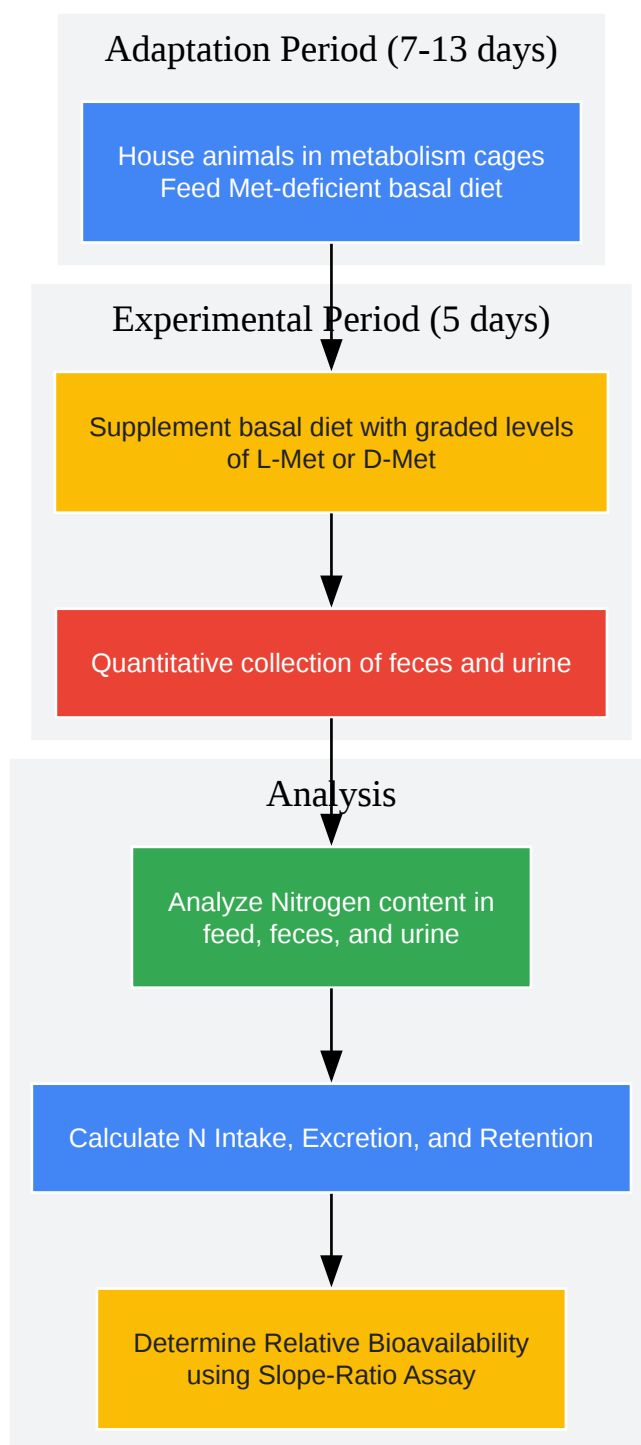 Adaptation Period (7-13 days)
House animals in metabolism cages
Feed Met-deficient basal diet
Experimental Period (5 days)
Supplement basal diet with graded levels
of L-Met or D-Met
Quantitative collection of feces and urine
Analysis
Analyze Nitrogen content in
feed, feces, and urine
Calculate N Intake, Excretion, and Retention
Determine Relative Bioavailability
using Slope-Ratio Assay